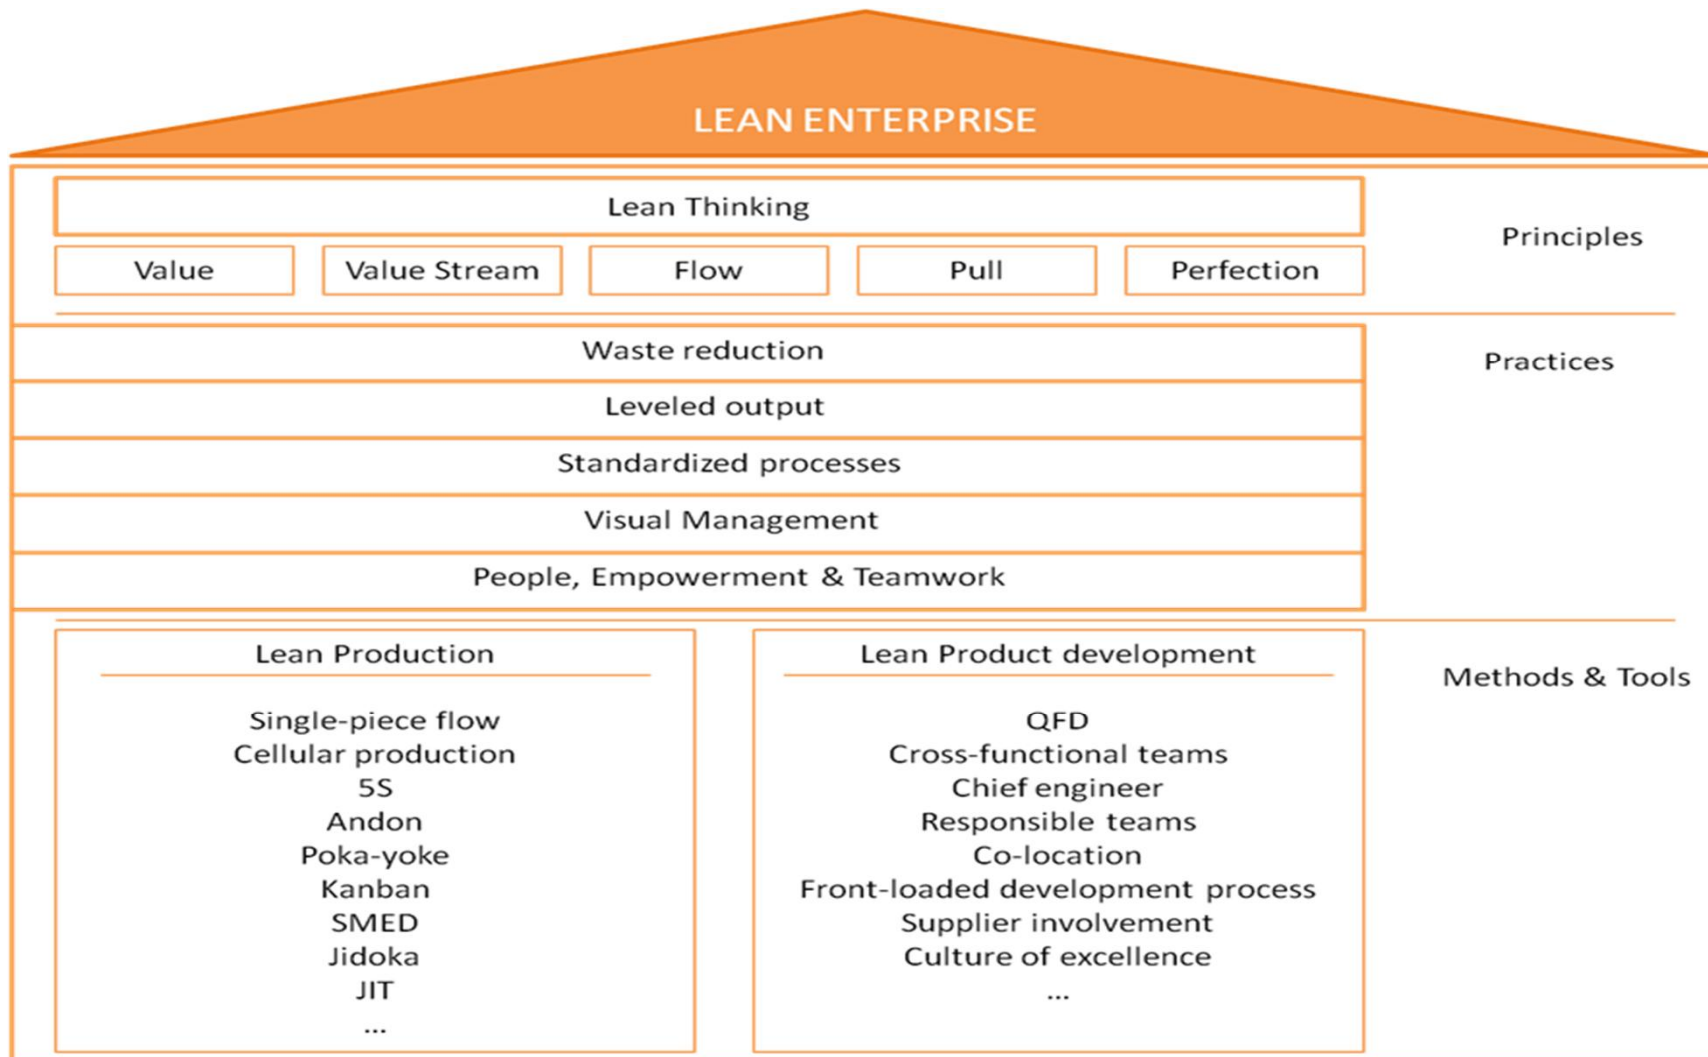 LEAN ENTERPRISE
Lean Thinking
Principles
Value
Value Stream
Flow
Pull
Perfection
Waste reduction
Practices
Leveled output
Standardized processes
Visual Management
People, Empowerment & Teamwork
Lean Production
Single-piece flow
Cellular production
5S
Andon
Poka-yoke
Kanban
SMED
Jidoka
JIT
...
Lean Product development
QFD
Cross-functional teams
Chief engineer
Responsible teams
Co-location
Front-loaded development process
Supplier involvement
Culture of excellence
...
Methods & Tools